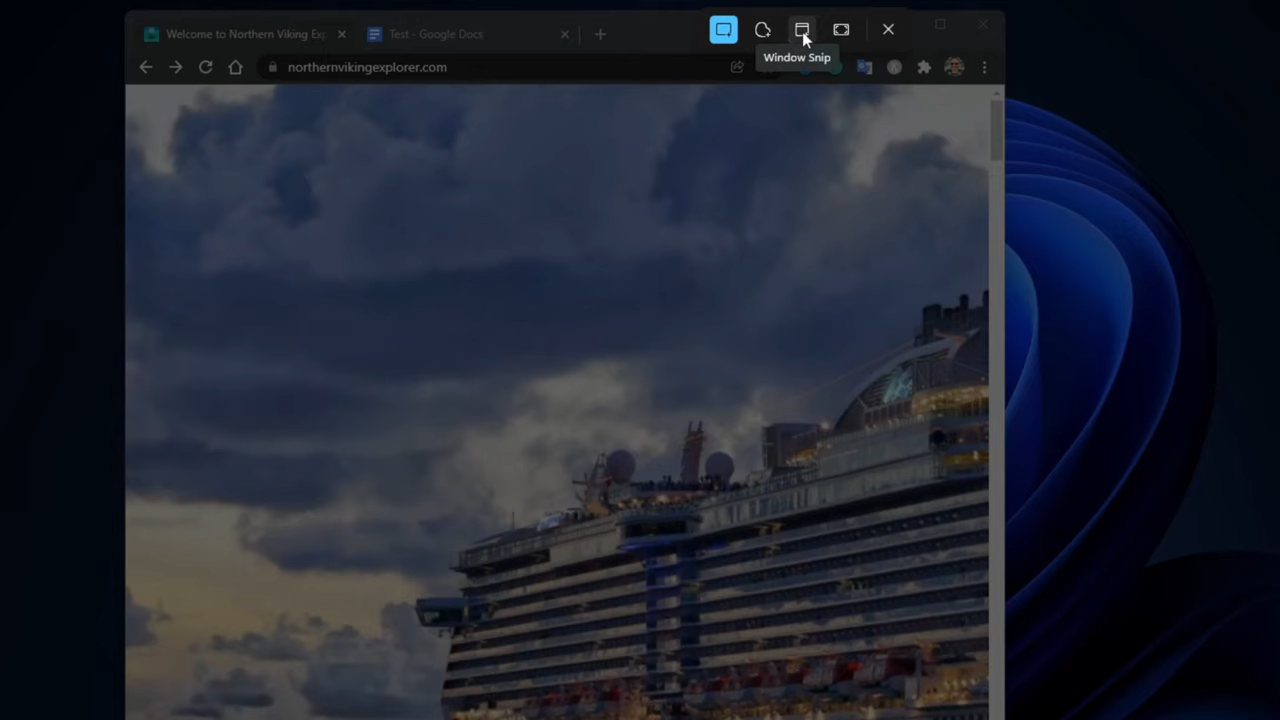 Welcome to Northern Viking Exp
Test - Google Docs
Window Snip
northernvikingexplorer.com